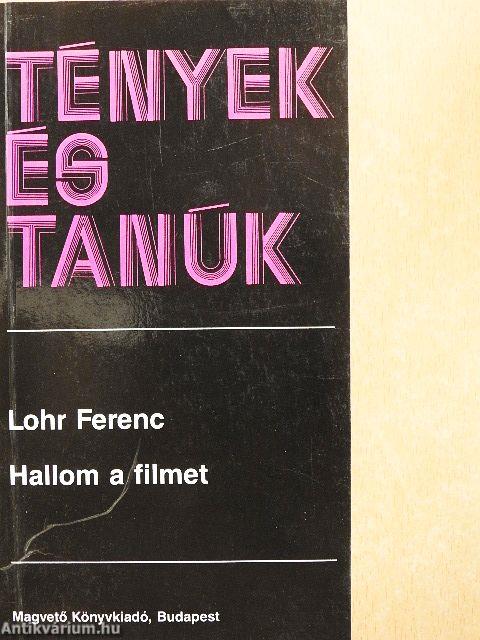 TÉNYEK
ÉS
TANÚK
Lohr Ferenc
Hallom a filmet
Magvető Könyvkiadó, Budapest
Antikvarium.hu